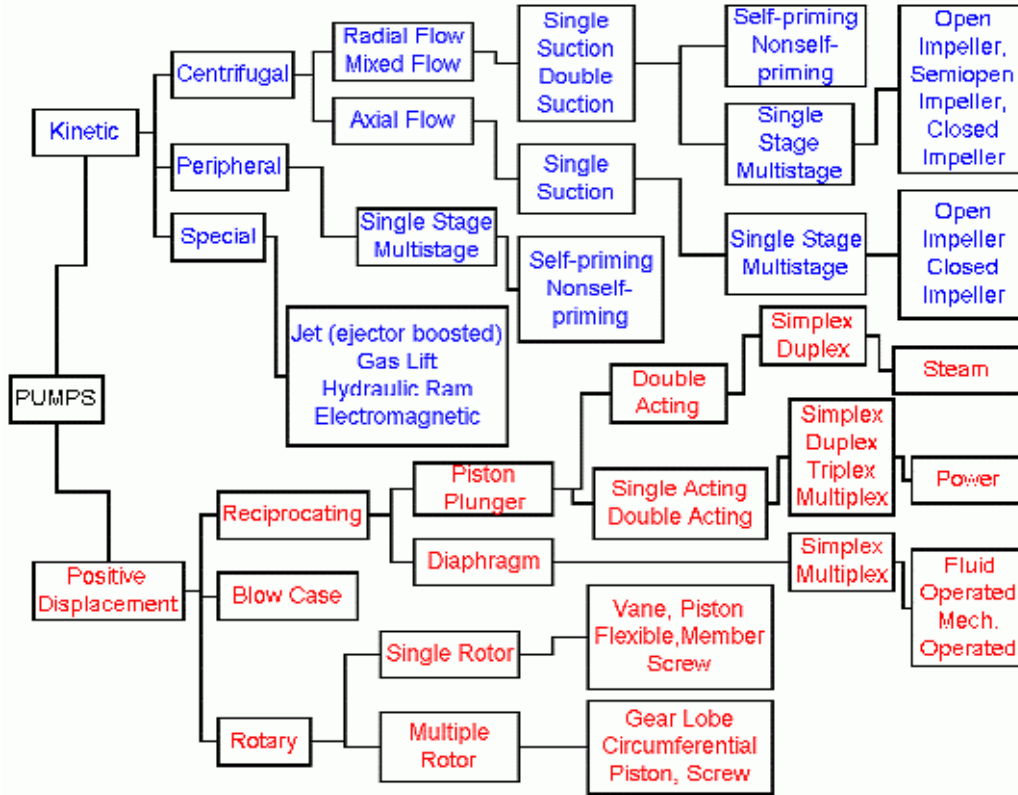 Radial Flow
Mixed Flow
Single
Suction
Double
Suction
Self-priming
Nonself-
priming
Open
Impeller,
Semiopen
Impeller,
Closed
Impeller
Centrifugal
Axial Flow
Kinetic
Single
Stage
Multistage
Peripheral
Single
Suction
Special
Single Stage
Multistage
Self-priming
Nonself-
priming
Single Stage
Multistage
Open
Impeller
Closed
Impeller
Jet (ejector boosted)
Gas Lift
Hydraulic Ram
Electromagnetic
Simplex
Duplex
Steam
Double
Acting
PUMPS
Simplex
Duplex
Triplex
Multiplex
Power
Piston
Plunger
Single Acting
Double Acting
Reciprocating
Diaphragm
Simplex
Multiplex
Fluid
Operated
Mech.
Operated
Positive
Displacement
Blow Case
Single Rotor
Vane, Piston
Flexible,Member
Screw
Rotary
Multiple
Rotor
Gear Lobe
Circumferential
Piston, Screw